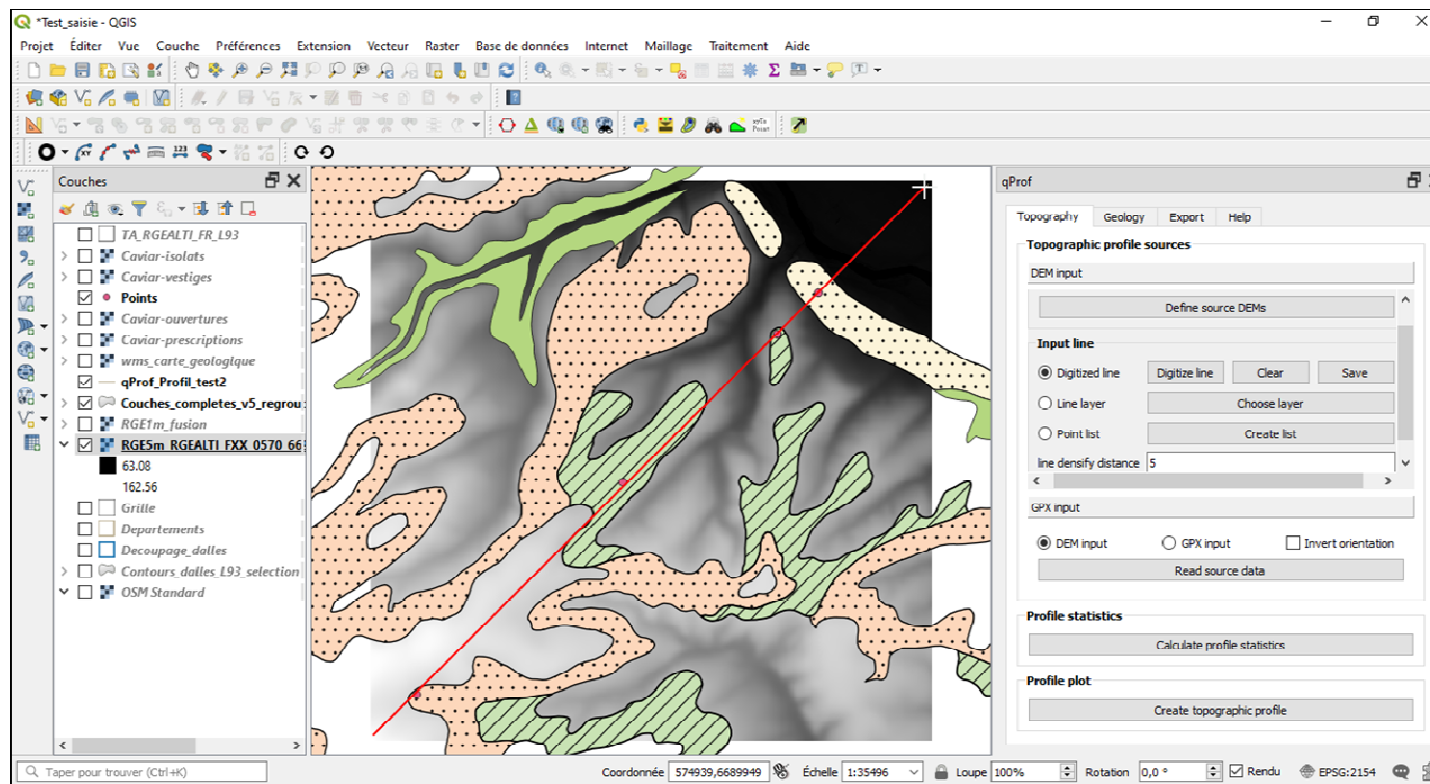 *Test_saisie - QGIS
Projet Éditer Vue Couche Préférences Extension Vecteur Raster Base de données Internet Maillage Traitement Aide
Couches
TA_RGEALTI_FR_L93
Caviar-isolats
Caviar-vestiges
Points
Caviar-ouvertures
Caviar-prescriptions
wms_carte_geologique
qProf_Profil_test2
Couches_completes_v5_regrou
RGE1m_fusion
RGE5m_RGEALTI_FXX_0570_66
63.08
162.56
Grille
Departements
Decoupage_dalles
Contours_dalles_L93_selection
OSM Standard
qProf
Topography Geology Export Help
Topographic profile sources
DEM input
Define source DEMs
Input line
Digitized line Digitize line Clear Save
Line layer Choose layer
Point list Create list
line densify distance 5
GPX input
DEM input GPX input Invert orientation
Read source data
Profile statistics
Calculate profile statistics
Profile plot
Create topographic profile
Taper pour trouver (Ctrl+K) Coordonnée 574939,6689949 Échelle 1:35496 Loupe 100% Rotation 0,0 ° Rendu EPSG:2154